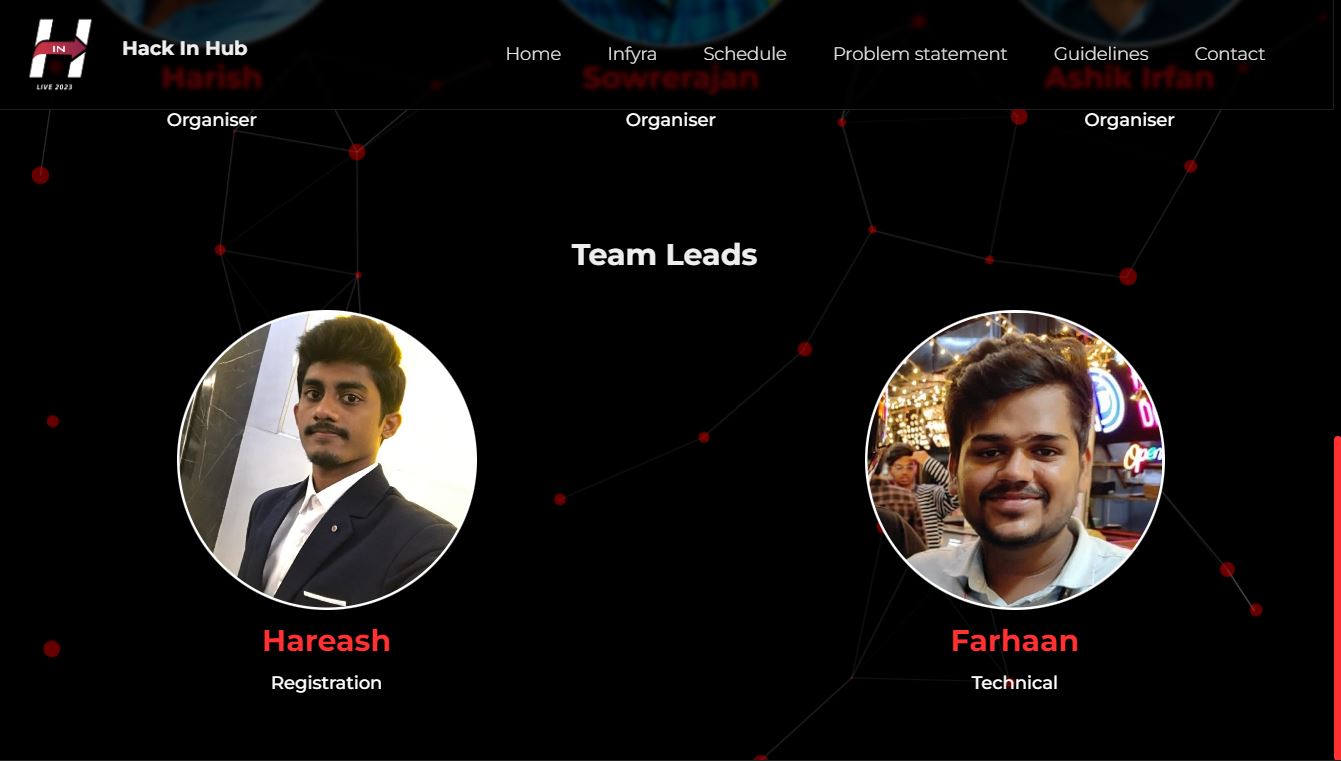 IN
LIVE 2023
Hack In Hub
Home
Infyra
Schedule
Problem statement
Guidelines
Contact
Harish
Sowrerajan
Ashik Irfan
Organiser
Organiser
Organiser
Team Leads
Open
Hareash
Farhaan
Registration
Technical